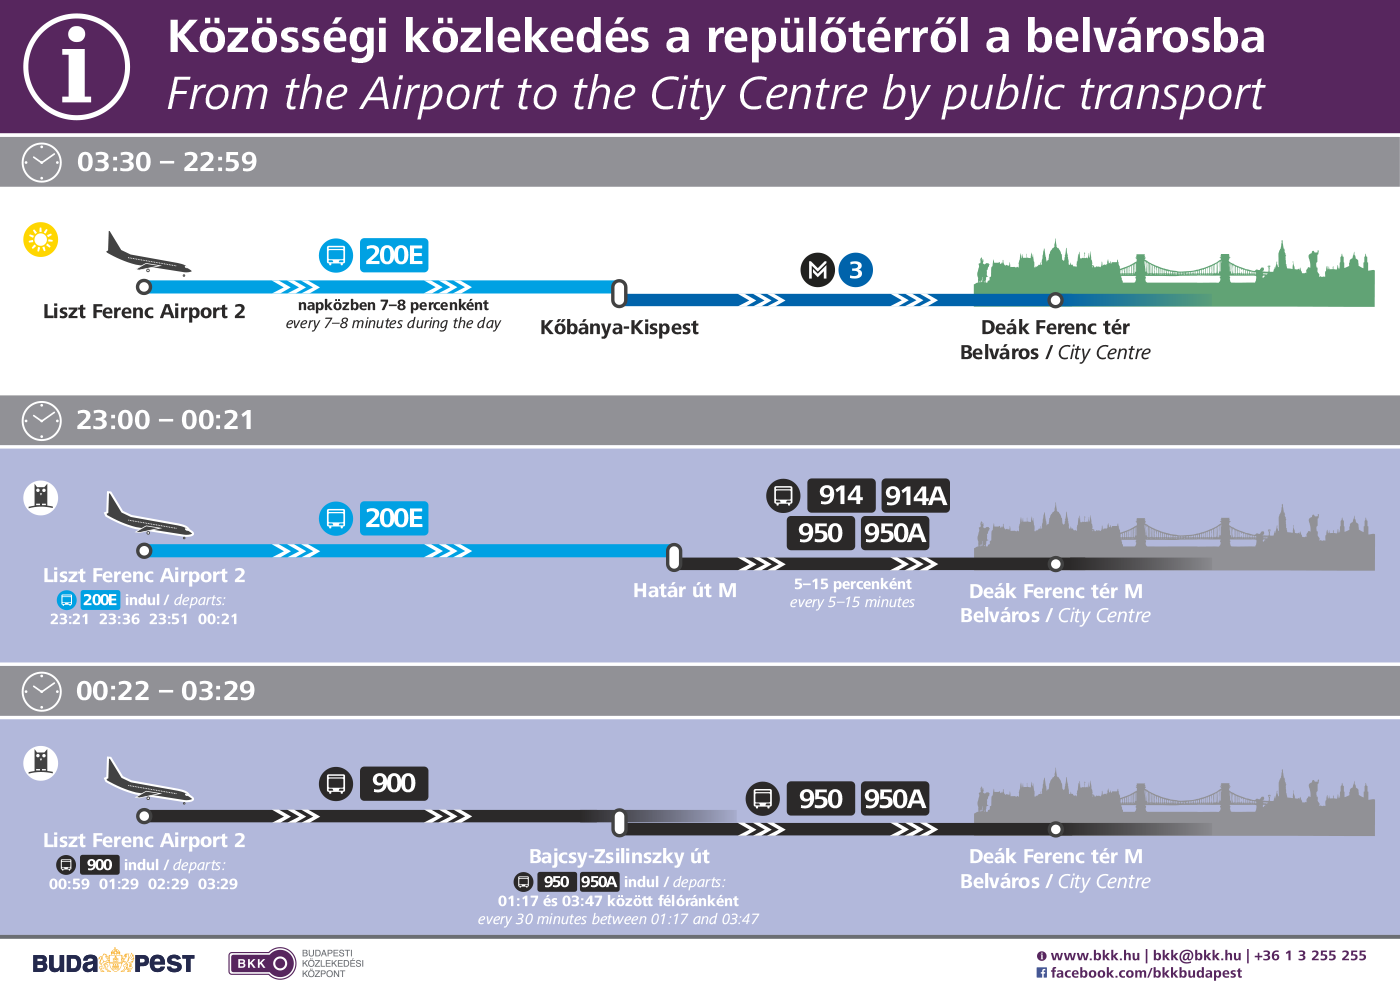 Közösségi közlekedés a repülőtérről a belvárosba
From the Airport to the City Centre by public transport
03:30 – 22:59
200E
M 3
Liszt Ferenc Airport 2
napközben 7–8 percenként
every 7–8 minutes during the day
Kőbánya-Kispest
Deák Ferenc tér
Belváros / City Centre
23:00 – 00:21
200E
914 914A
950 950A
Liszt Ferenc Airport 2
200E indul / departs:
23:21 23:36 23:51 00:21
Határ út M
5–15 percenként
every 5–15 minutes
Deák Ferenc tér M
Belváros / City Centre
00:22 – 03:29
900
950 950A
Liszt Ferenc Airport 2
900 indul / departs:
00:59 01:29 02:29 03:29
Bajcsy-Zsilinszky út
950 950A indul / departs:
01:17 és 03:47 között félóránként
every 30 minutes between 01:17 and 03:47
Deák Ferenc tér M
Belváros / City Centre
BUDAPEST
BKK
BUDAPESTI
KÖZLEKEDÉSI
KÖZPONT
www.bkk.hu | bkk@bkk.hu | +36 1 3 255 255
facebook.com/bkkbudapest